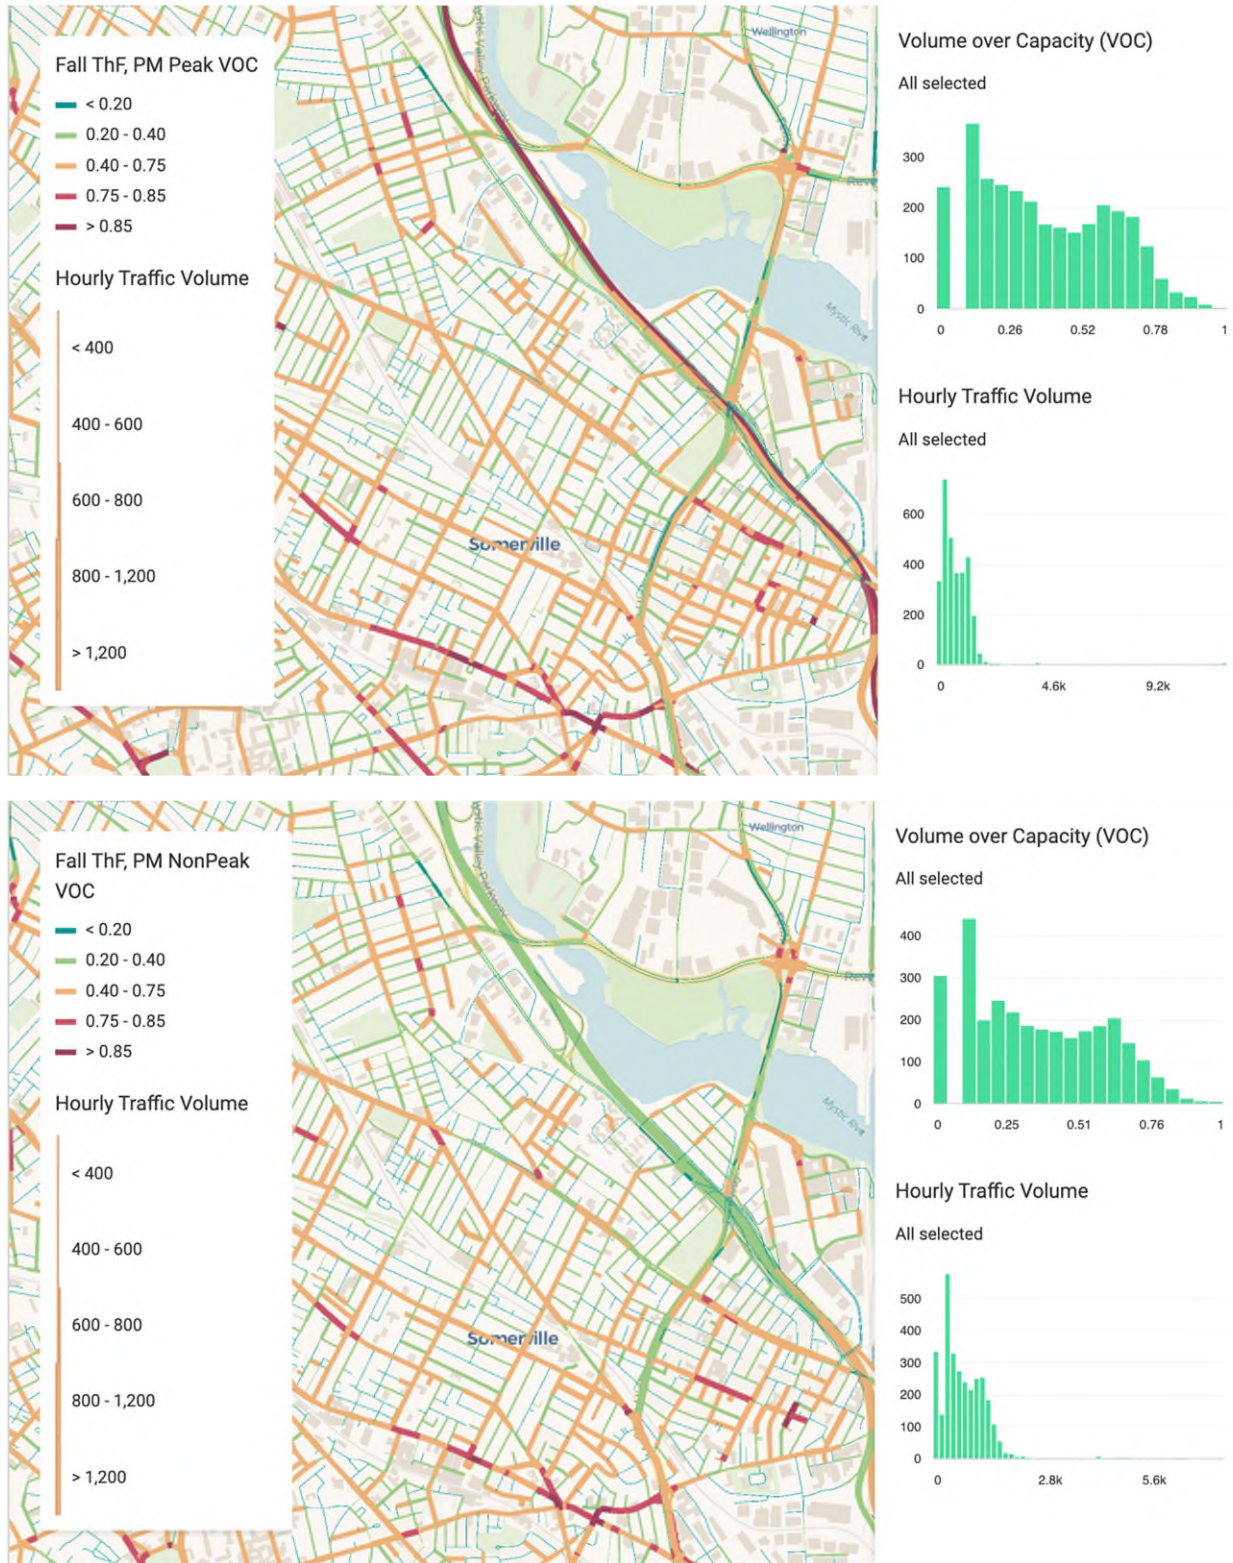 Fall ThF, PM Peak VOC
< 0.20
0.20 - 0.40
0.40 - 0.75
0.75 - 0.85
> 0.85
Hourly Traffic Volume
< 400
400 - 600
600 - 800
800 - 1,200
> 1,200
Valley Parkway
Wellington
Mystic
Somerville
Volume over Capacity (VOC)
All selected
300
200
100
0
0 0.26 0.52 0.78 1
Hourly Traffic Volume
All selected
600
400
200
0
0 4.6k 9.2k
Fall ThF, PM NonPeak
VOC
< 0.20
0.20 - 0.40
0.40 - 0.75
0.75 - 0.85
> 0.85
Hourly Traffic Volume
< 400
400 - 600
600 - 800
800 - 1,200
> 1,200
Valley Parkway
Wellington
Mystic
Somerville
Volume over Capacity (VOC)
All selected
400
300
200
100
0
0 0.25 0.51 0.76 1
Hourly Traffic Volume
All selected
500
400
300
200
100
0
0 2.8k 5.6k